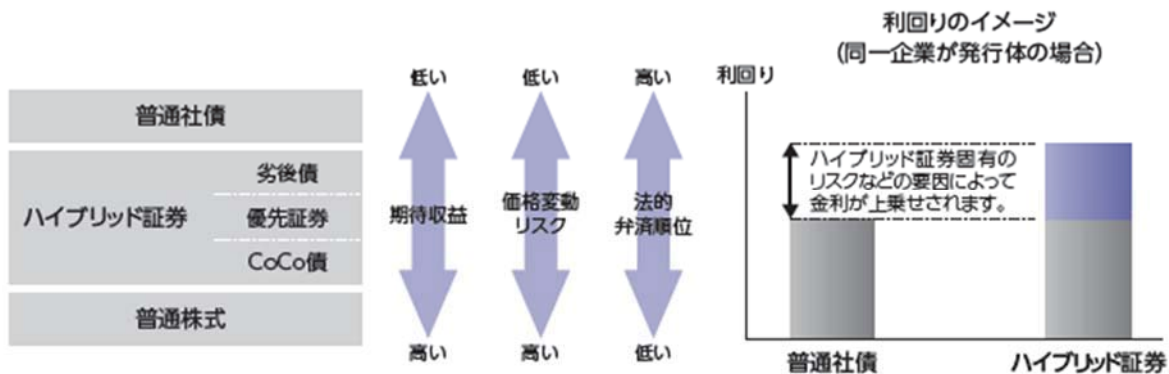 普通社債
ハイブリッド証券
劣後債
優先証券
CoCo債
普通株式
低い
期待収益
高い
低い
価格変動
リスク
高い
高い
法的
弁済順位
低い
利回りのイメージ
(同一企業が発行体の場合)
利回り
ハイブリッド証券固有の
リスクなどの要因によって
金利が上乗せされます。
普通社債
ハイブリッド証券